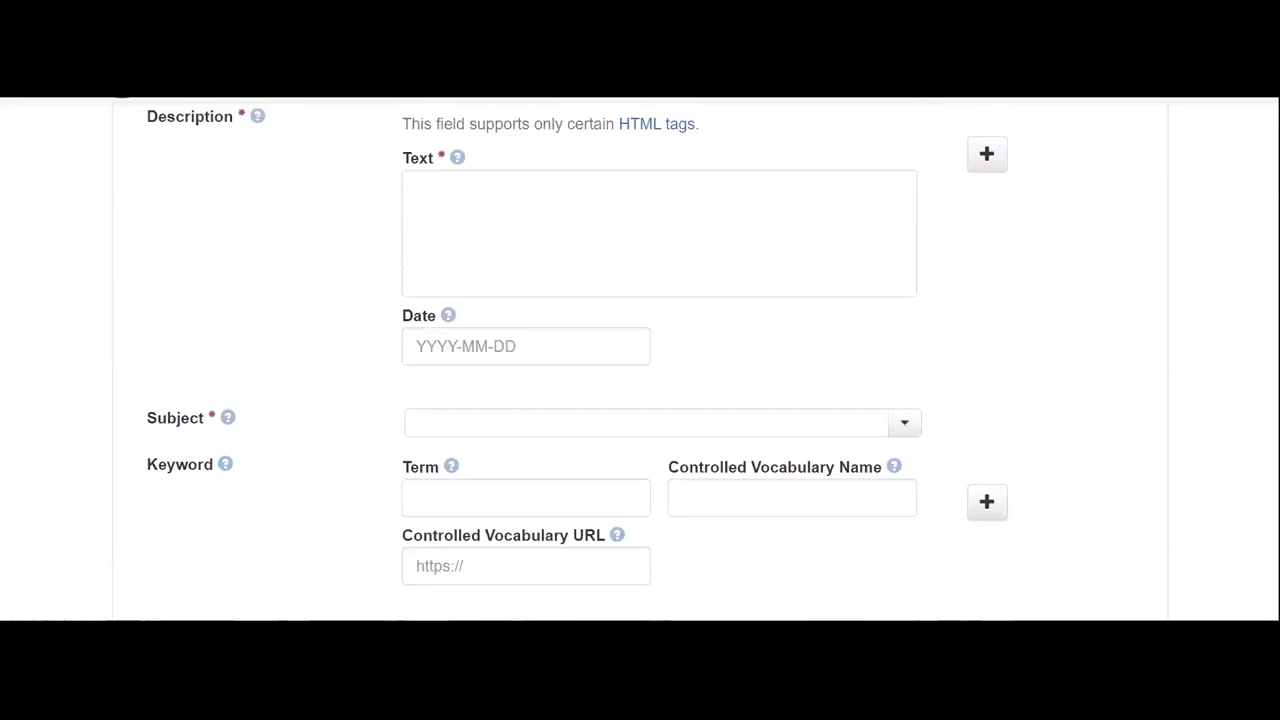 Description * ?
This field supports only certain HTML tags.
Text * ?
+
Date ?
YYYY-MM-DD
Subject * ?
Keyword ?
Term ?
Controlled Vocabulary Name ?
+
Controlled Vocabulary URL ?
https://